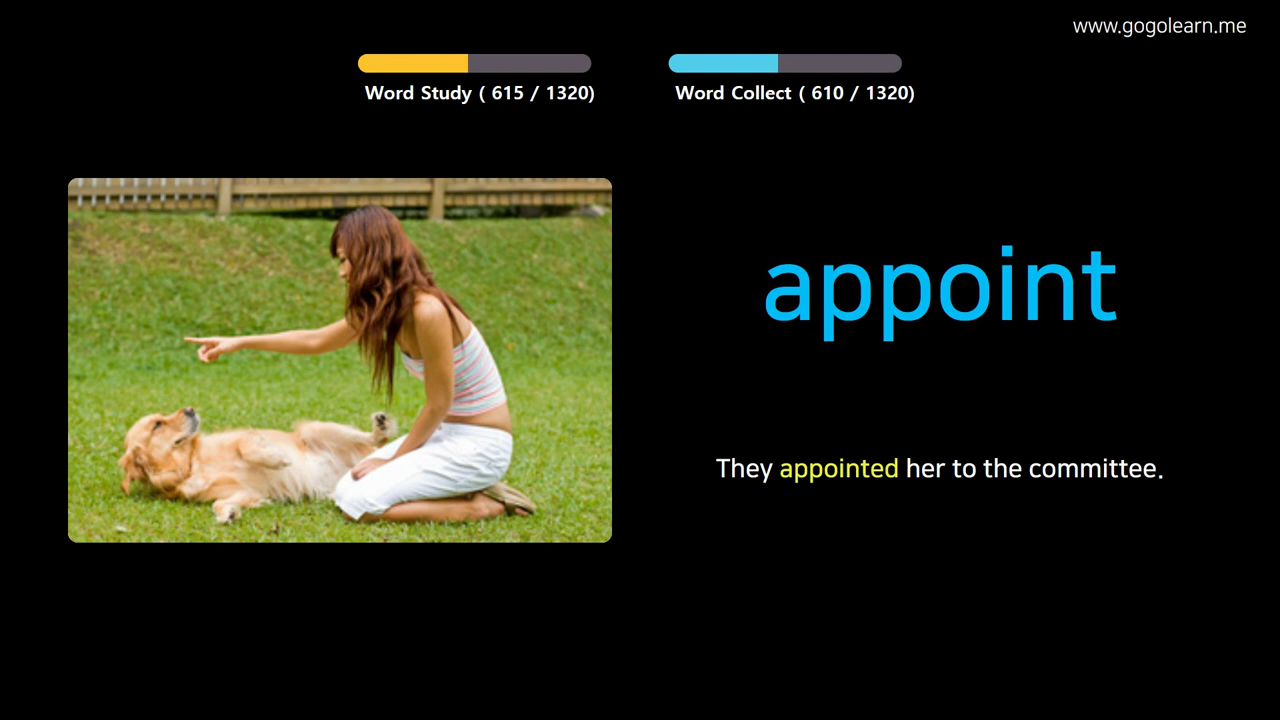 www.gogolearn.me
Word Study ( 615 / 1320)
Word Collect ( 610 / 1320)
appoint
They appointed her to the committee.